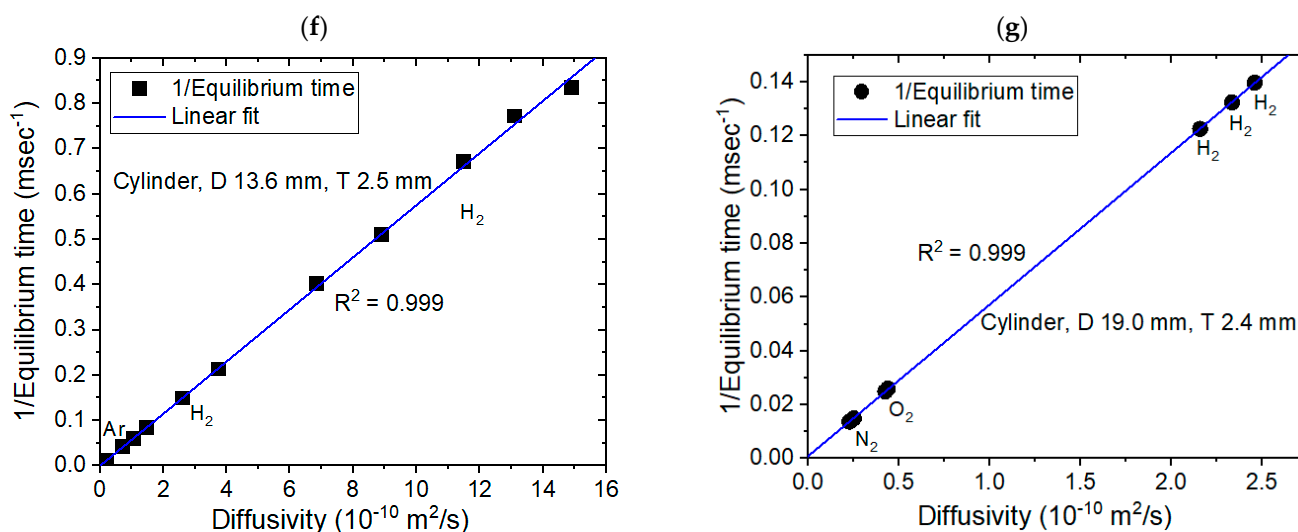 (f)
1/Equilibrium time (msec⁻¹)
0.9
0.8
0.7
0.6
0.5
0.4
0.3
0.2
0.1
0.0
1/Equilibrium time
Linear fit
Cylinder, D 13.6 mm, T 2.5 mm
H₂
R² = 0.999
H₂
Ar
0 2 4 6 8 10 12 14 16
Diffusivity (10⁻¹⁰ m²/s)
(g)
1/Equilibrium time (msec⁻¹)
0.14
0.12
0.10
0.08
0.06
0.04
0.02
0.00
1/Equilibrium time
Linear fit
H₂
H₂
H₂
R² = 0.999
Cylinder, D 19.0 mm, T 2.4 mm
O₂
N₂
0.0 0.5 1.0 1.5 2.0 2.5
Diffusivity (10⁻¹⁰ m²/s)